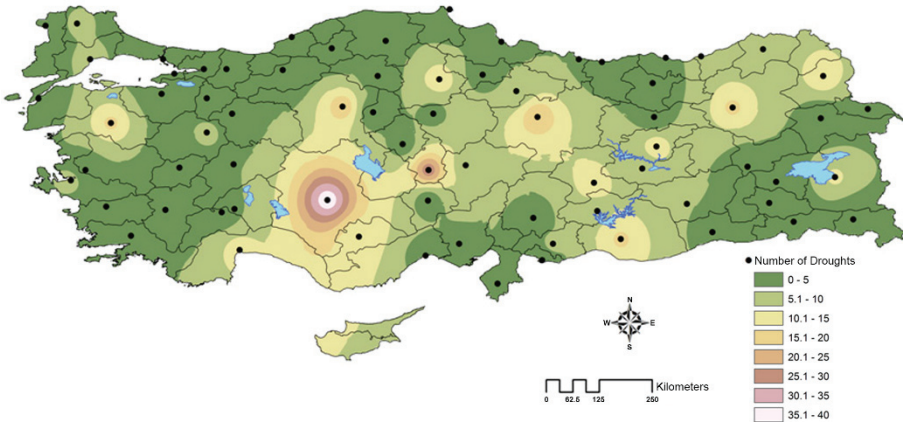 Number of Droughts
0 - 5
5.1 - 10
10.1 - 15
15.1 - 20
20.1 - 25
25.1 - 30
30.1 - 35
35.1 - 40
N
W E
S
Kilometers
0 62.5 125 250